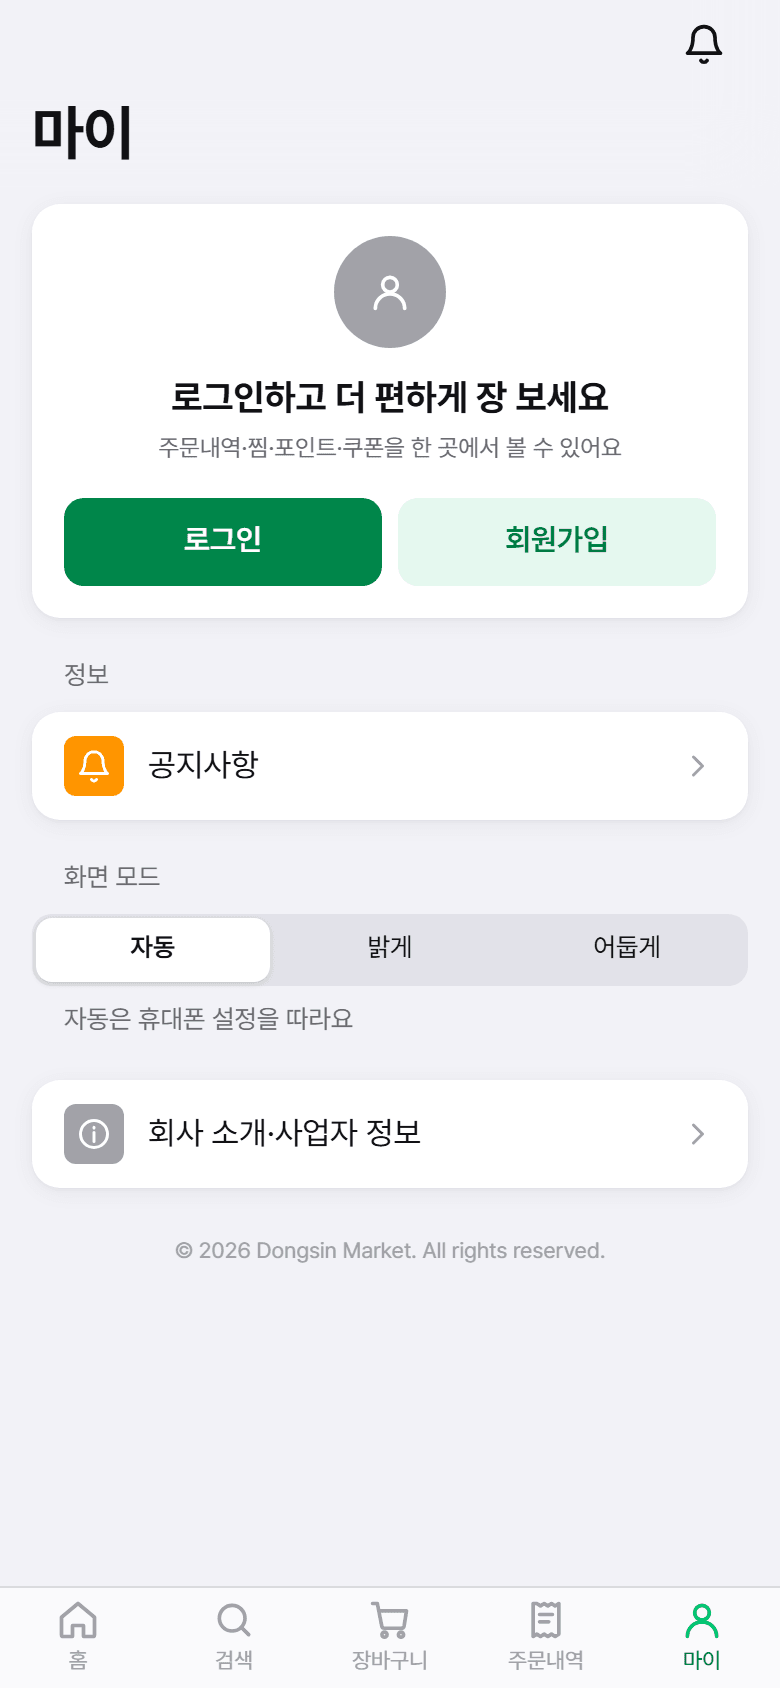 마이
로그인하고 더 편하게 장 보세요
주문내역·찜·포인트·쿠폰을 한 곳에서 볼 수 있어요
로그인
회원가입
정보
공지사항
화면 모드
자동
밝게
어둡게
자동은 휴대폰 설정을 따라요
회사 소개·사업자 정보
© 2026 Dongsin Market. All rights reserved.
홈
검색
장바구니
주문내역
마이